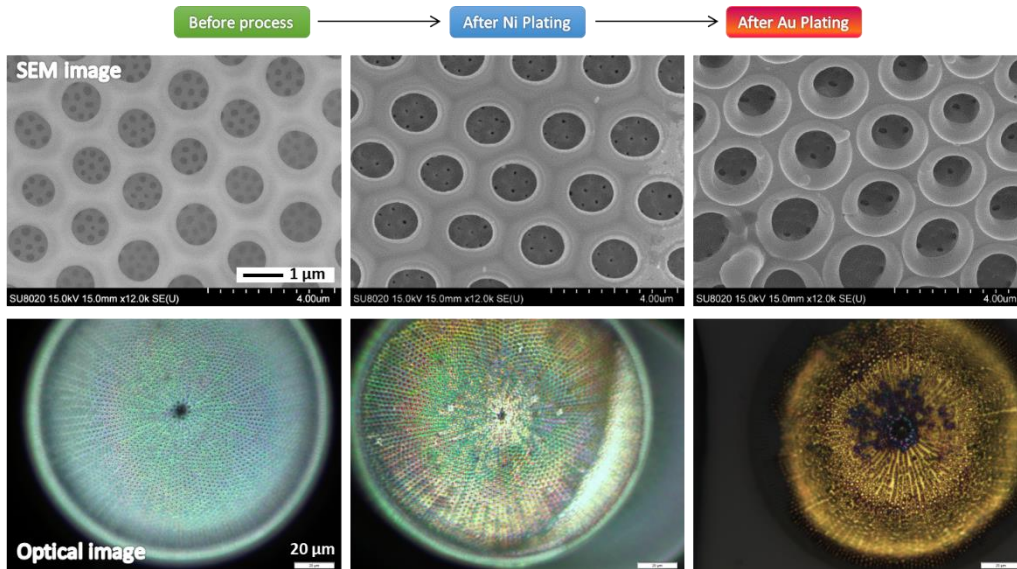 Before process
After Ni Plating
After Au Plating
SEM image
1 μm
SU8020 15.0kV 15.0mm x12.0k SE(U)
4.00um
SU8020 15.0kV 15.0mm x12.0k SE(U)
4.00um
SU8020 15.0kV 15.0mm x12.0k SE(U)
4.00um
Optical image
20 μm